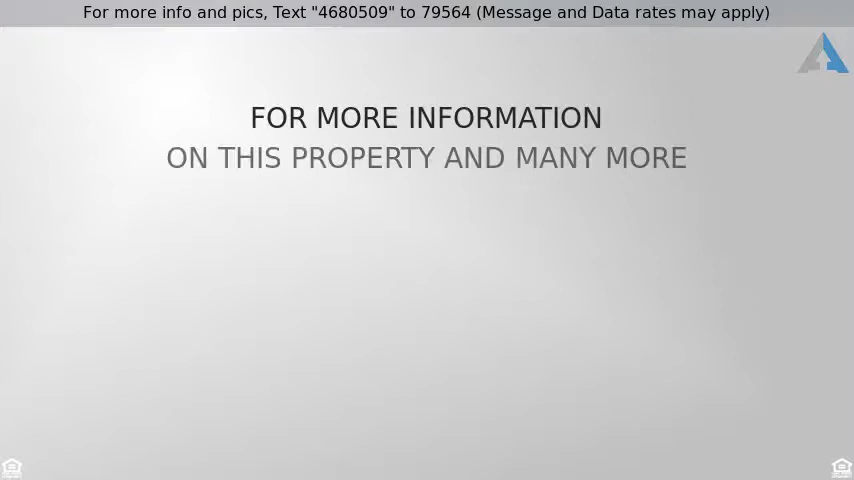 For more info and pics, Text "4680509" to 79564 (Message and Data rates may apply)
FOR MORE INFORMATION
ON THIS PROPERTY AND MANY MORE